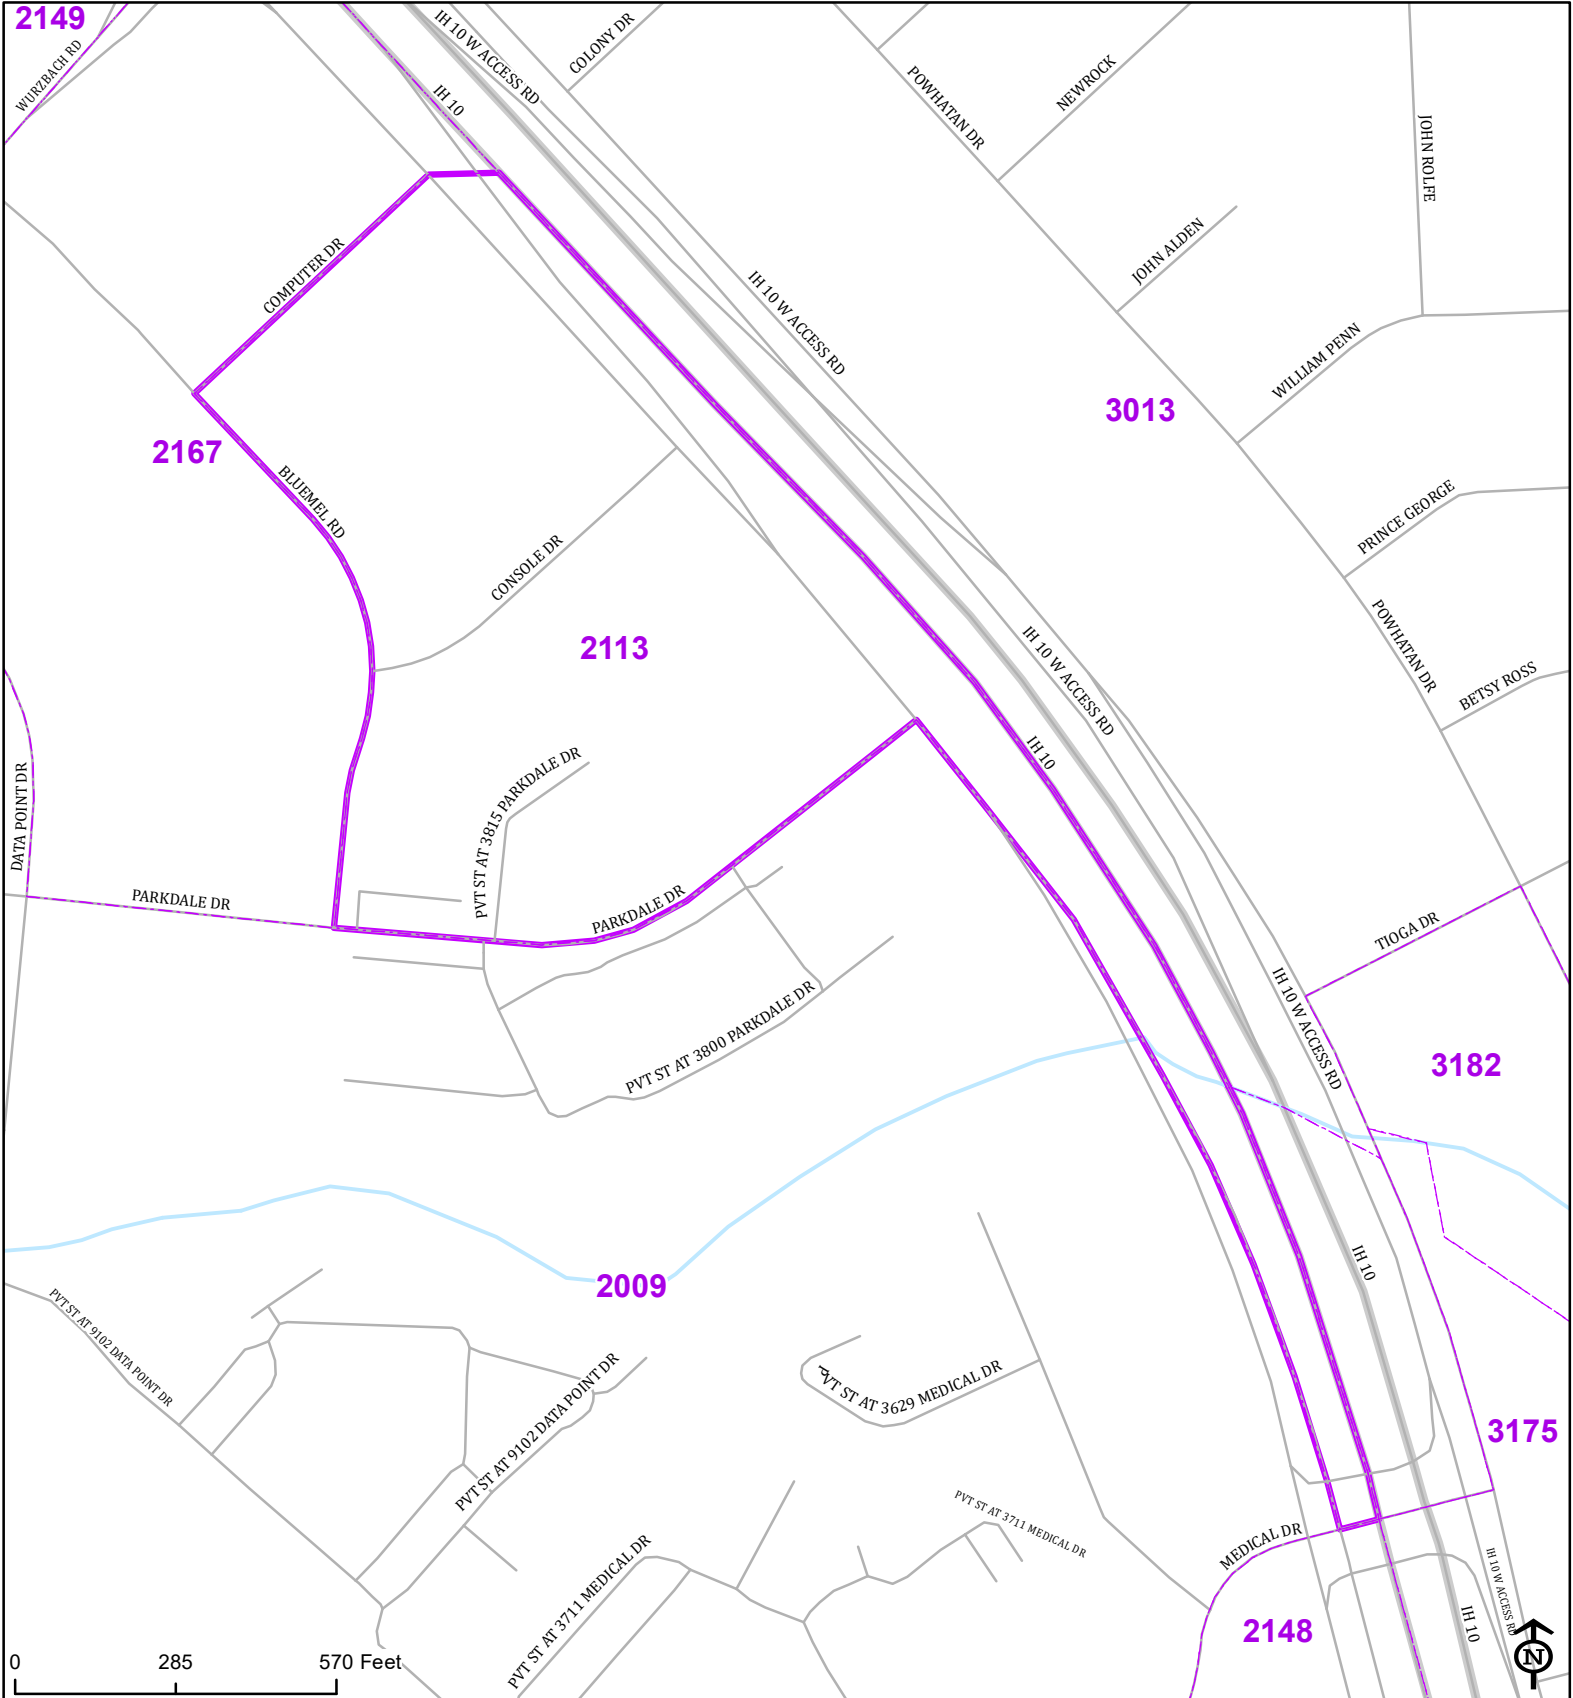 2149
WURZBACH RD
IH 10 W ACCESS RD
COLONY DR
IH 10
POWHATAN DR
NEWROCK
JOHN ROLFE
COMPUTER DR
JOHN ALDEN
IH 10 W ACCESS RD
WILLIAM PENN
3013
2167
BLUEMEL RD
CONSOLE DR
PRINCE GEORGE
2113
IH 10 W ACCESS RD
POWHATAN DR
BETSY ROSS
IH 10
DATA POINT DR
PVT ST AT 3815 PARKDALE DR
PARKDALE DR
PARKDALE DR
TIOGA DR
IH 10 W ACCESS RD
PVT ST AT 3800 PARKDALE DR
3182
IH 10
2009
PVT ST AT 9102 DATA POINT DR
PVT ST AT 9102 DATA POINT DR
PVT ST AT 3629 MEDICAL DR
3175
PVT ST AT 3711 MEDICAL DR
MEDICAL DR
PVT ST AT 3711 MEDICAL DR
IH 10 W ACCESS RD
2148
IH 10
0 285 570 Feet
N